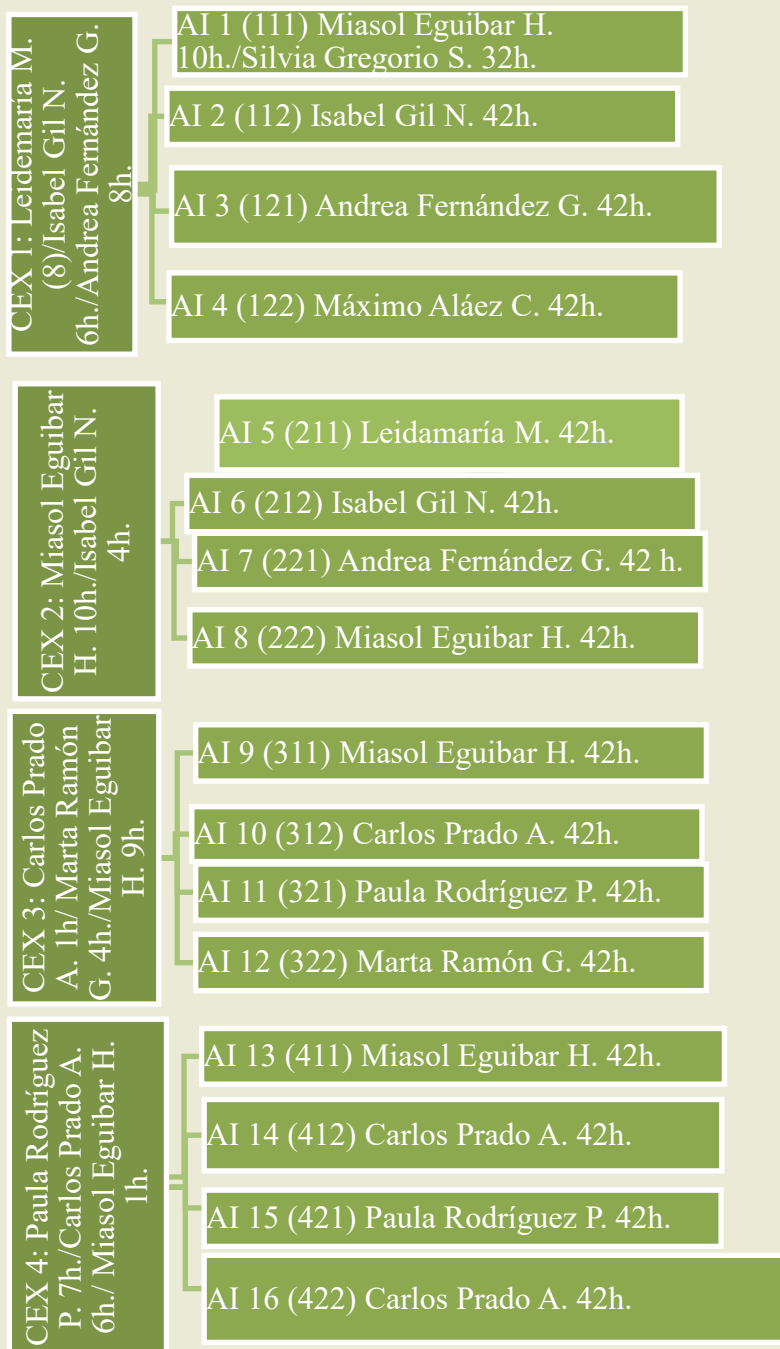 CEX 1: Leidemaría M.
(8)/Isabel Gil N.
6h./Andrea Fernández G.
8h.
AI 1 (111) Miasol Eguibar H.
10h./Silvia Gregorio S. 32h.
AI 2 (112) Isabel Gil N. 42h.
AI 3 (121) Andrea Fernández G. 42h.
AI 4 (122) Máximo Aláez C. 42h.
CEX 2: Miasol Eguibar
H. 10h./Isabel Gil N.
4h.
AI 5 (211) Leidamaría M. 42h.
AI 6 (212) Isabel Gil N. 42h.
AI 7 (221) Andrea Fernández G. 42 h.
AI 8 (222) Miasol Eguibar H. 42h.
CEX 3: Carlos Prado
A. 1h/ Marta Ramón
G. 4h./Miasol Eguibar
H. 9h.
AI 9 (311) Miasol Eguibar H. 42h.
AI 10 (312) Carlos Prado A. 42h.
AI 11 (321) Paula Rodríguez P. 42h.
AI 12 (322) Marta Ramón G. 42h.
CEX 4: Paula Rodríguez
P. 7h./Carlos Prado A.
6h./ Miasol Eguibar H.
1h.
AI 13 (411) Miasol Eguibar H. 42h.
AI 14 (412) Carlos Prado A. 42h.
AI 15 (421) Paula Rodríguez P. 42h.
AI 16 (422) Carlos Prado A. 42h.